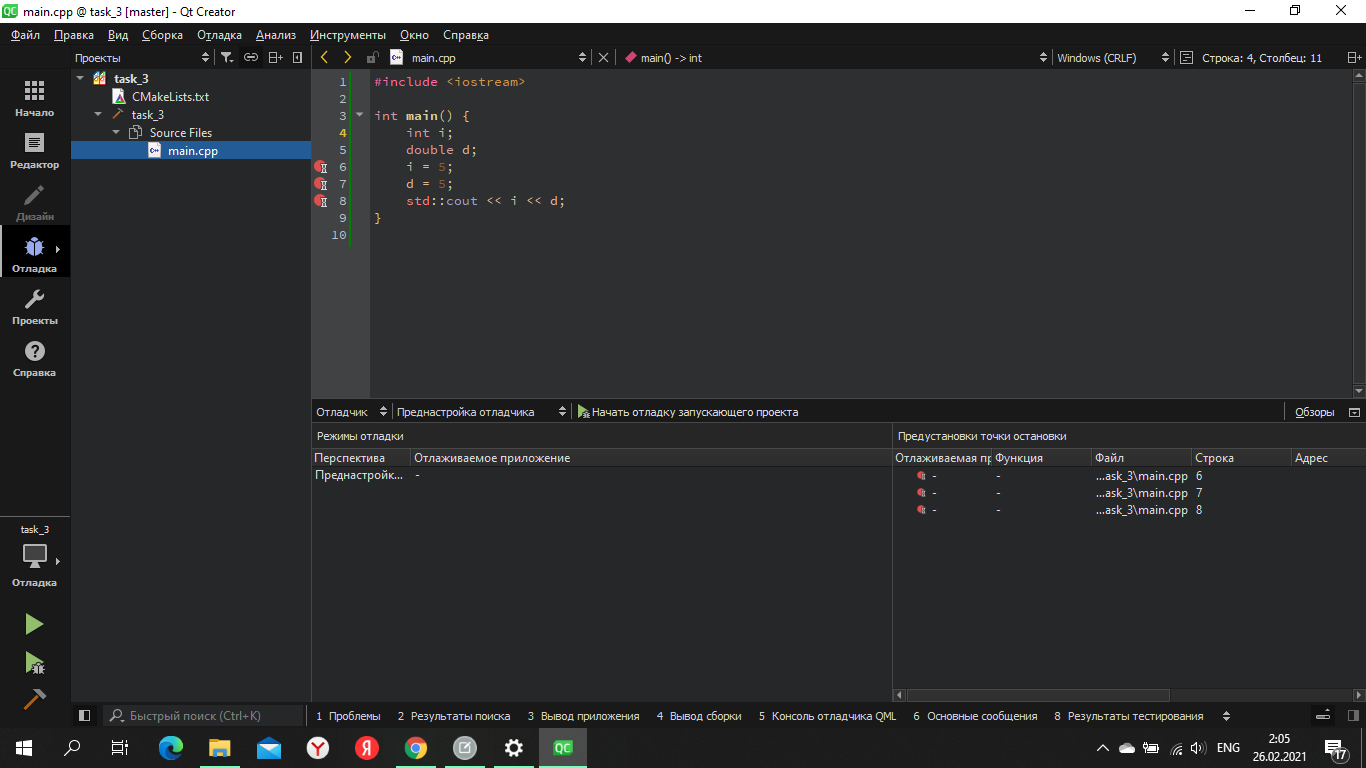 main.cpp @ task_3 [master] - Qt Creator
Файл Правка Вид Сборка Отладка Анализ Инструменты Окно Справка
Проекты
main.cpp
main() -> int
Windows (CRLF)
Строка: 4, Столбец: 11
Начало
Редактор
Дизайн
Отладка
Проекты
Справка
task_3
CMakeLists.txt
task_3
Source Files
main.cpp
1 #include <iostream>
2
3 int main() {
4 int i;
5 double d;
6 i = 5;
7 d = 5;
8 std::cout << i << d;
9 }
10
Отладчик Преднастройка отладчика Начать отладку запускающего проекта Обзоры
Режимы отладки
Перспектива Отлаживаемое приложение
Преднастройк... -
Предустановки точки остановки
Отлаживаемая пр Функция Файл Строка Адрес
- - ...ask_3\main.cpp 6
- - ...ask_3\main.cpp 7
- - ...ask_3\main.cpp 8
task_3
Отладка
Быстрый поиск (Ctrl+K)
1 Проблемы 2 Результаты поиска 3 Вывод приложения 4 Вывод сборки 5 Консоль отладчика QML 6 Основные сообщения 8 Результаты тестирования
ENG
2:05
26.02.2021
17